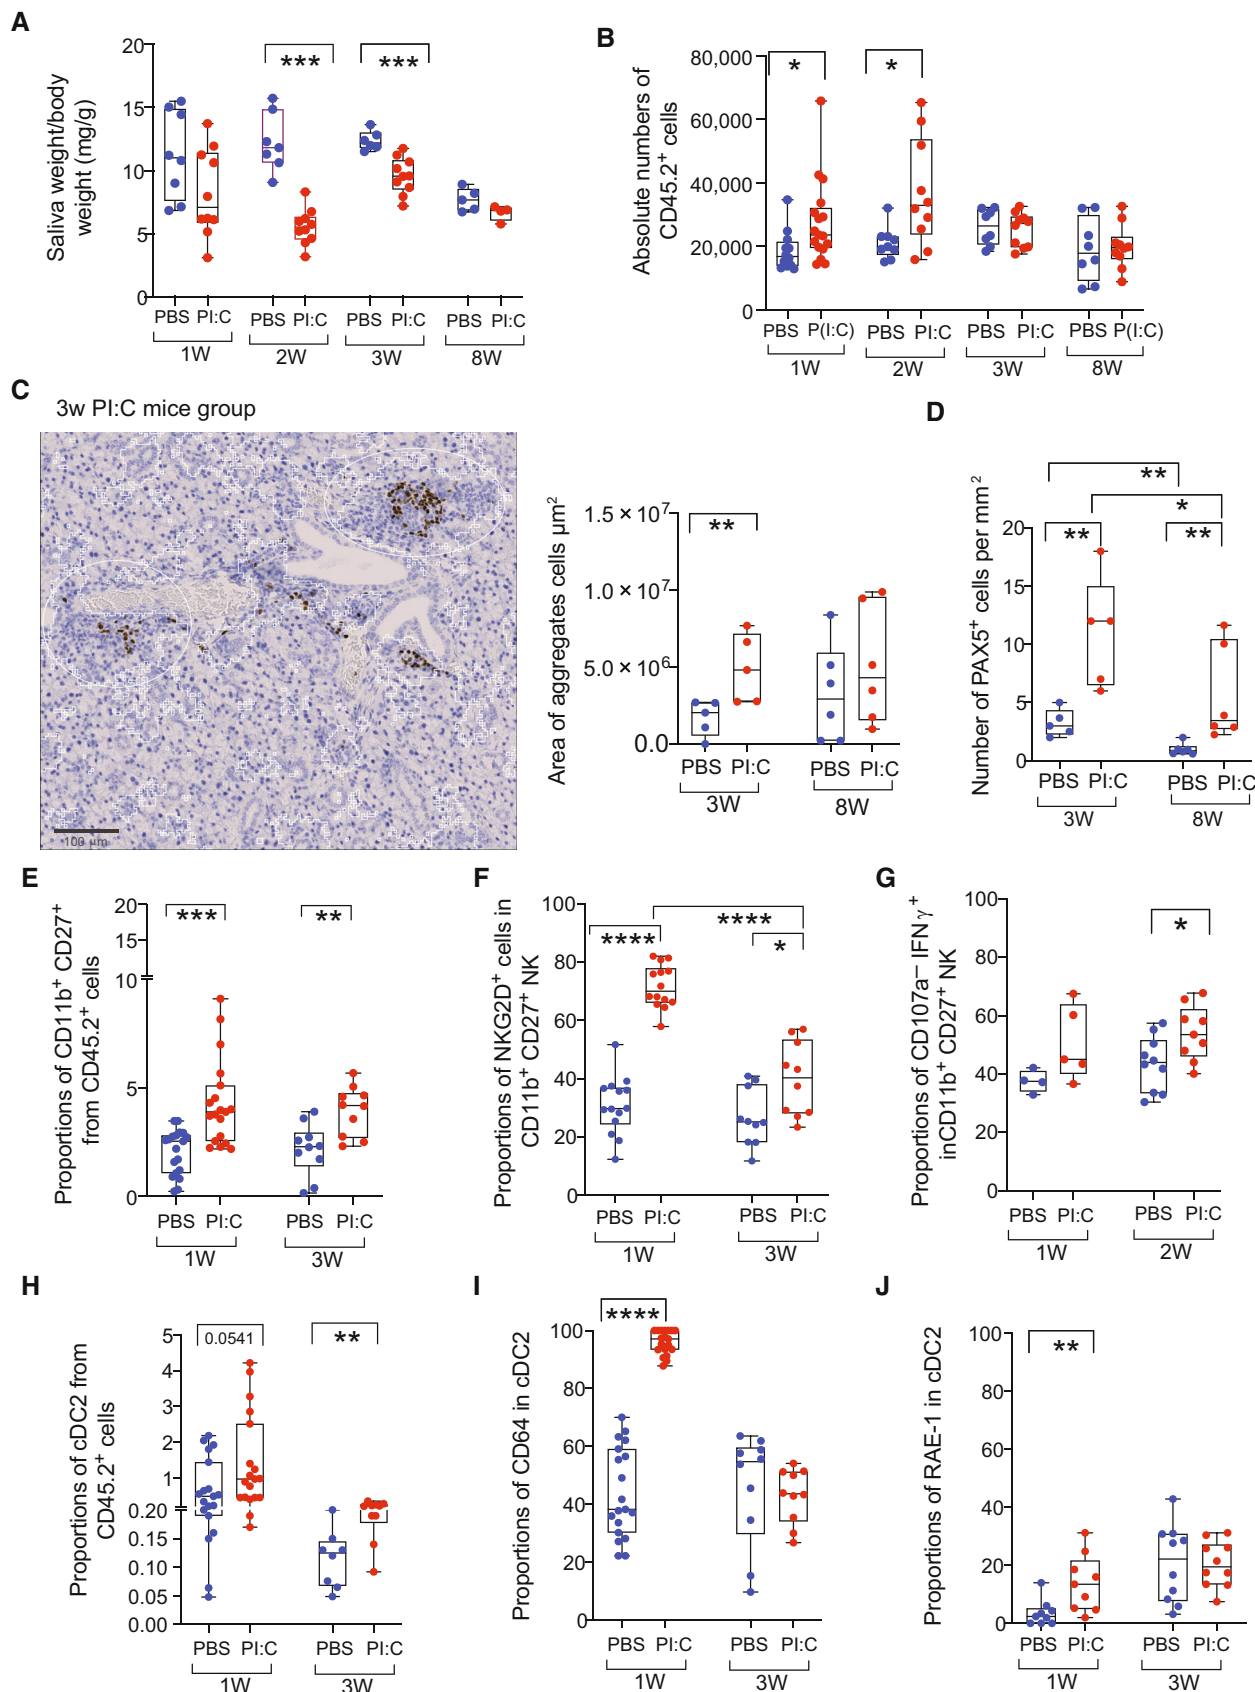 A
Saliva weight/body
weight (mg/g)
20
15
10
5
0
***
***
PBS PI:C PBS PI:C PBS PI:C PBS PI:C
1W 2W 3W 8W
B
Absolute numbers of
CD45.2+ cells
80,000
60,000
40,000
20,000
0
*
*
PBS P(I:C) PBS PI:C PBS PI:C PBS P(I:C)
1W 2W 3W 8W
C
3w PI:C mice group
100 µm
Area of aggregates cells µm²
1.5 × 10⁷
1.0 × 10⁷
5.0 × 10⁶
0.0
**
PBS PI:C PBS PI:C
3W 8W
D
Number of PAX5+ cells per mm²
20
15
10
5
0
**
*
** **
PBS PI:C PBS PI:C
3W 8W
E
Proportions of CD11b+ CD27+
from CD45.2+ cells
20
15
10
5
0
***
**
PBS PI:C PBS PI:C
1W 3W
F
Proportions of NKG2D+ cells in
CD11b+ CD27+ NK
100
80
60
40
20
0
****
****
*
PBS PI:C PBS PI:C
1W 3W
G
Proportions of CD107a− IFNγ+
inCD11b+ CD27+ NK
100
80
60
40
20
0
*
PBS PI:C PBS PI:C
1W 2W
H
Proportions of cDC2 from
CD45.2+ cells
5
4
3
2
1
0.20
0.15
0.10
0.05
0.00
0.0541
**
PBS PI:C PBS PI:C
1W 3W
I
Proportions of CD64 in cDC2
100
80
60
40
20
0
****
PBS PI:C PBS PI:C
1W 3W
J
Proportions of RAE-1 in cDC2
100
80
60
40
20
0
**
PBS PI:C PBS PI:C
1W 3W